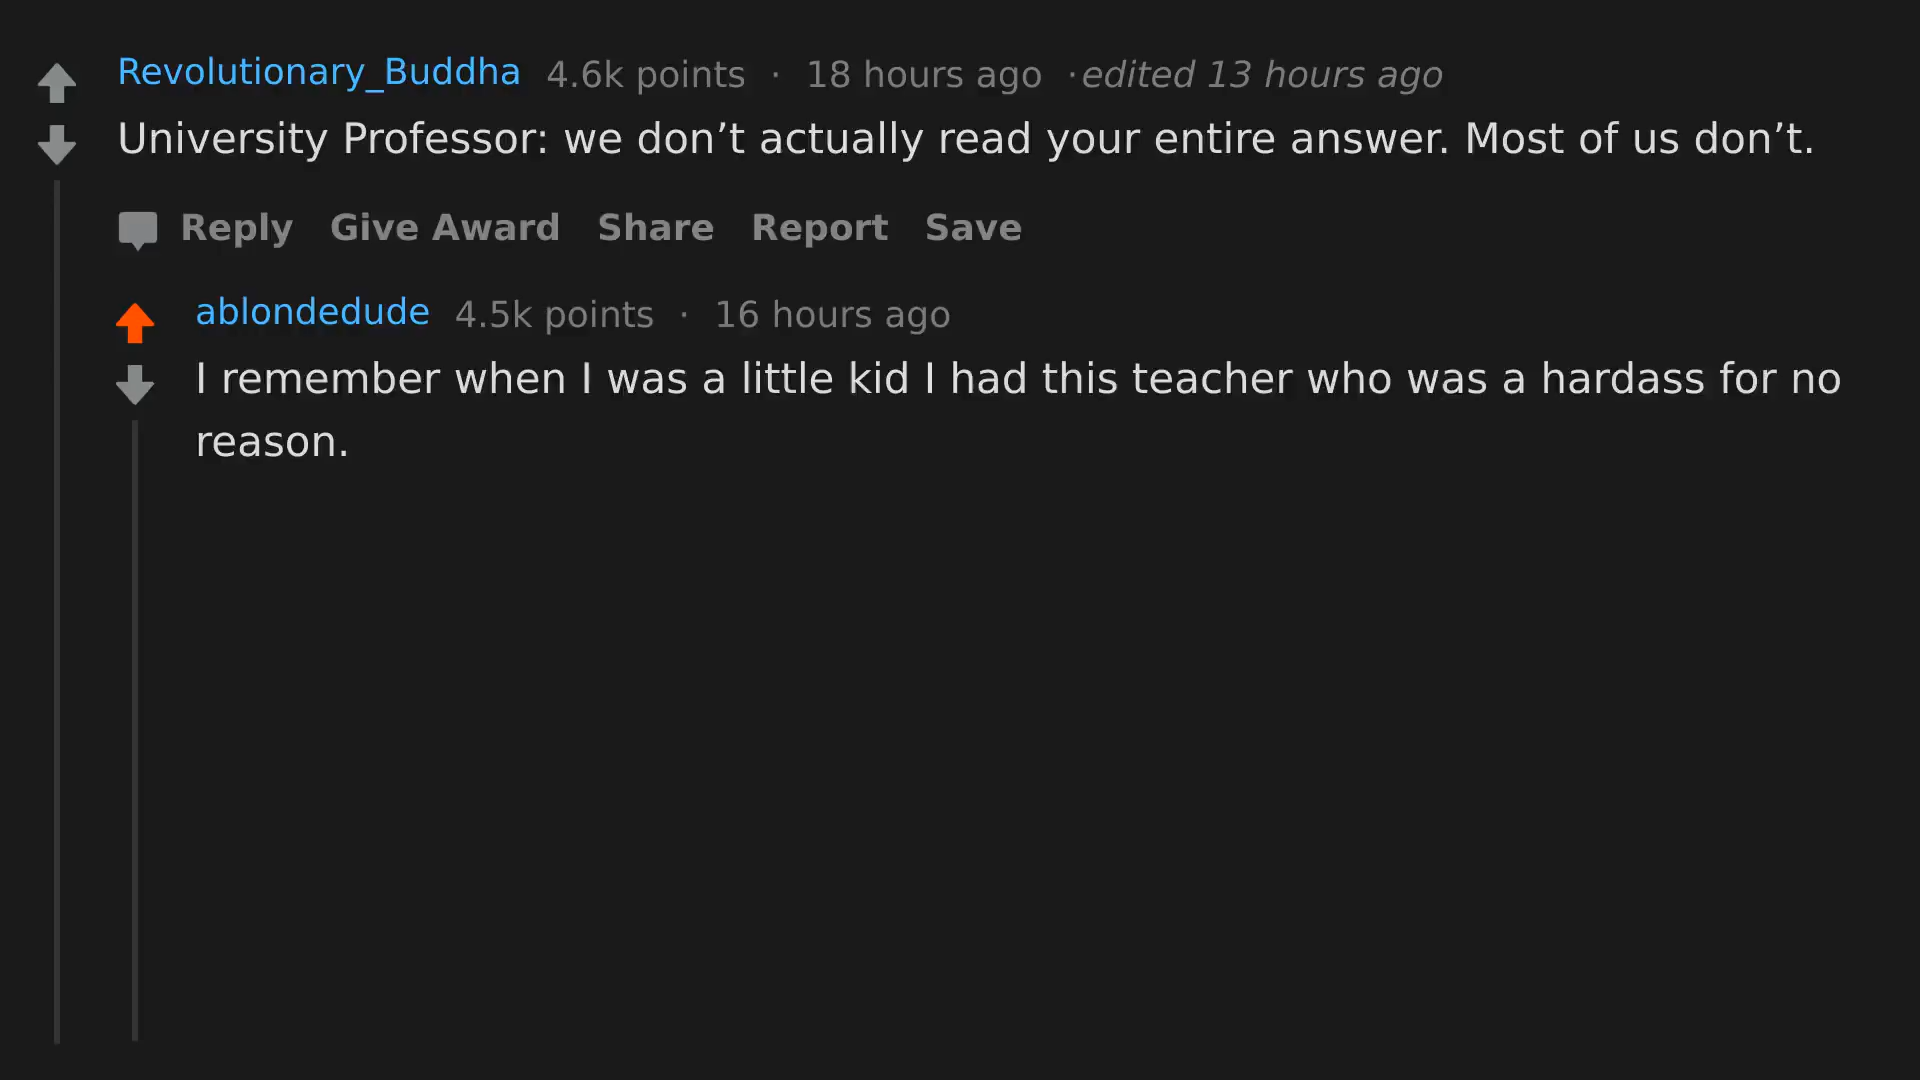 Revolutionary_Buddha 4.6k points · 18 hours ago ·edited 13 hours ago
University Professor: we don’t actually read your entire answer. Most of us don’t.
Reply Give Award Share Report Save
ablondedude 4.5k points · 16 hours ago
I remember when I was a little kid I had this teacher who was a hardass for no
reason.